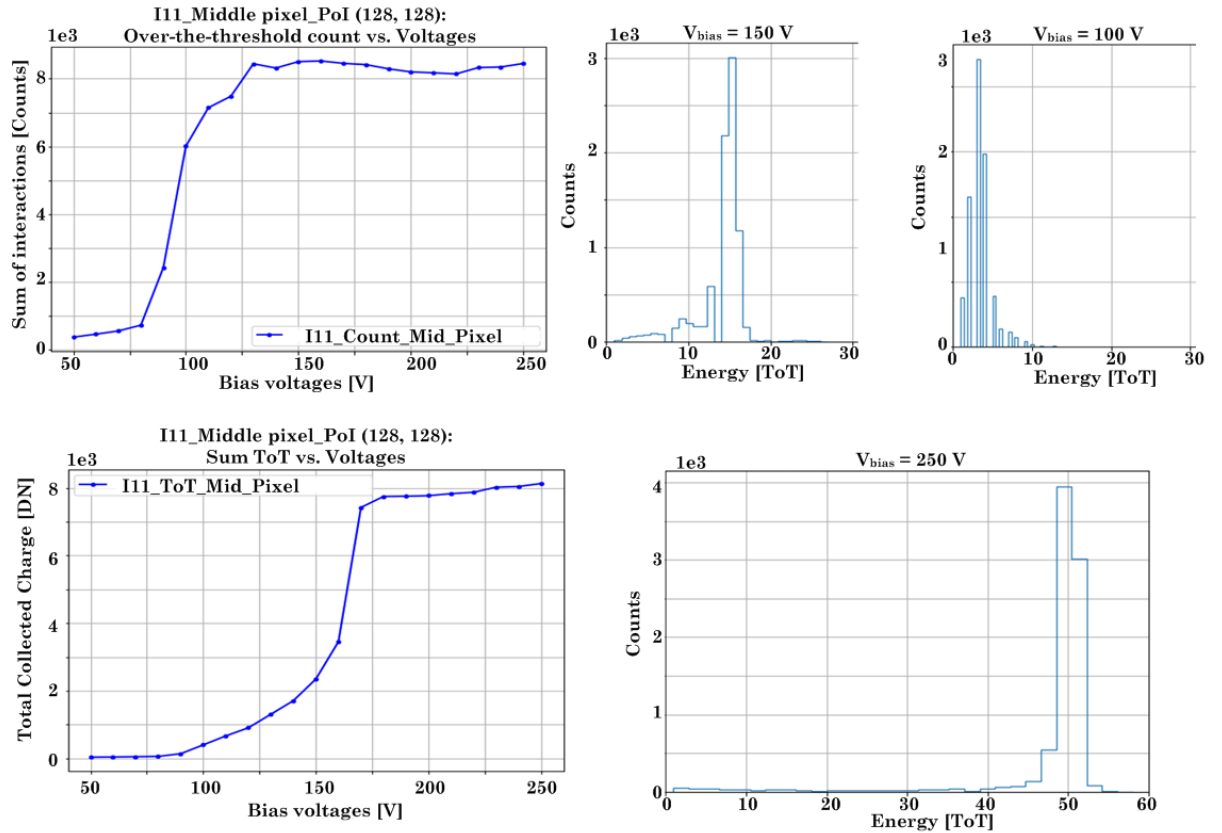 I11_Middle pixel_PoI (128, 128):
Over-the-threshold count vs. Voltages
1e3
8
6
4
2
0
Sum of interactions [Counts]
I11_Count_Mid_Pixel
50 100 150 200 250
Bias voltages [V]
1e3
Vbias = 150 V
3
2
1
0
Counts
0 10 20 30
Energy [ToT]
1e3
Vbias = 100 V
3
2
1
0
Counts
0 10 20 30
Energy [ToT]
I11_Middle pixel_PoI (128, 128):
Sum ToT vs. Voltages
1e3
I11_ToT_Mid_Pixel
8
6
4
2
0
Total Collected Charge [DN]
50 100 150 200 250
Bias voltages [V]
1e3
Vbias = 250 V
4
3
2
1
0
Counts
0 10 20 30 40 50 60
Energy [ToT]